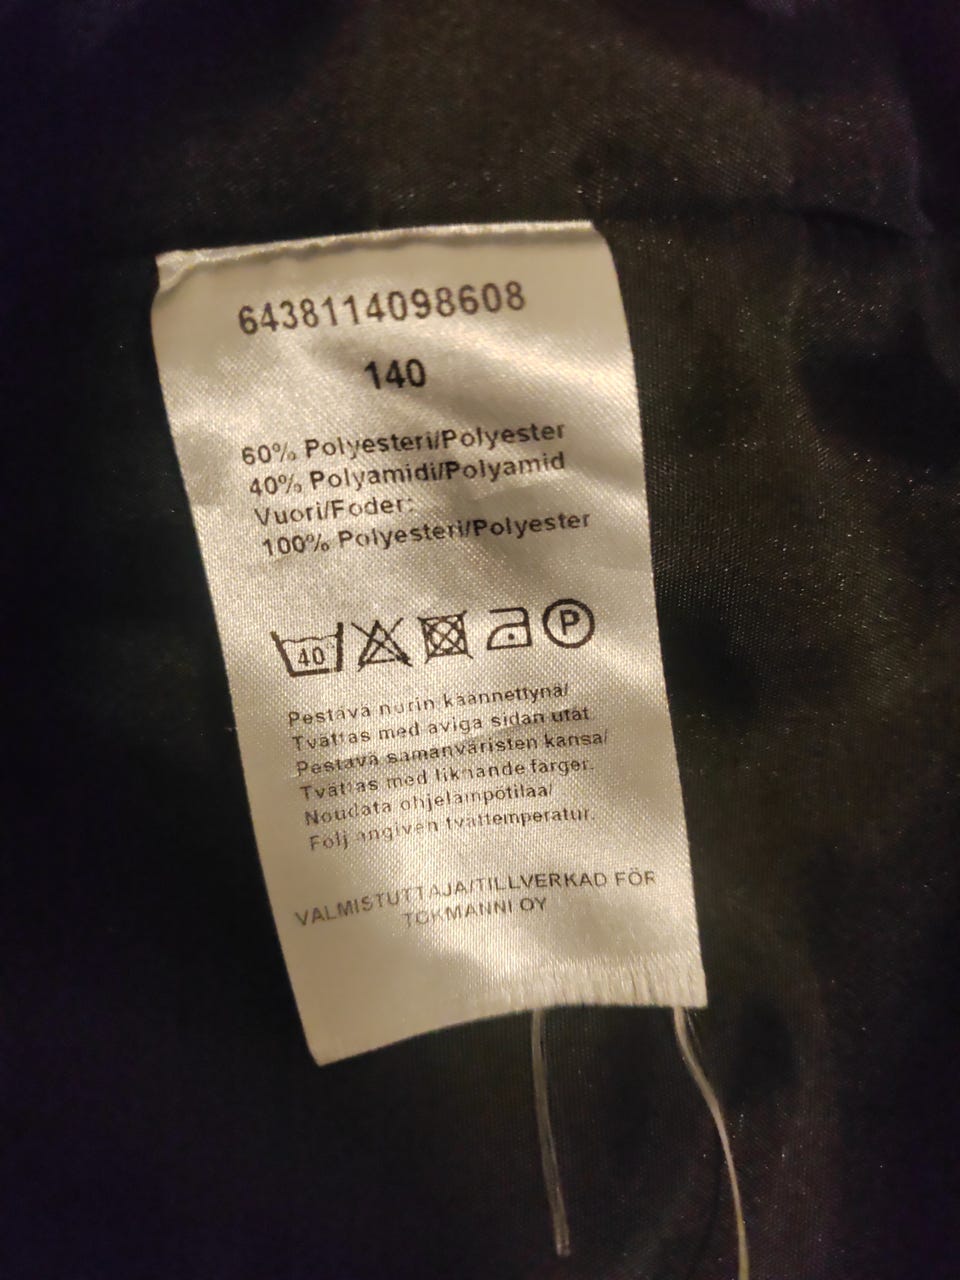 6438114098608
140
60% Polyesteri/Polyester
40% Polyamidi/Polyamid
Vuori/Foder:
100% Polyesteri/Polyester
40 P
Pestävä nurin käännettynä/
Tvättas med aviga sidan utåt.
Pestävä samanväristen kansa/
Tvättas med liknande färger.
Noudata ohjelämpötilaa/
Följ angiven tvättemperatur.
VALMISTUTTAJA/TILLVERKAD FÖR
TOKMANNI OY